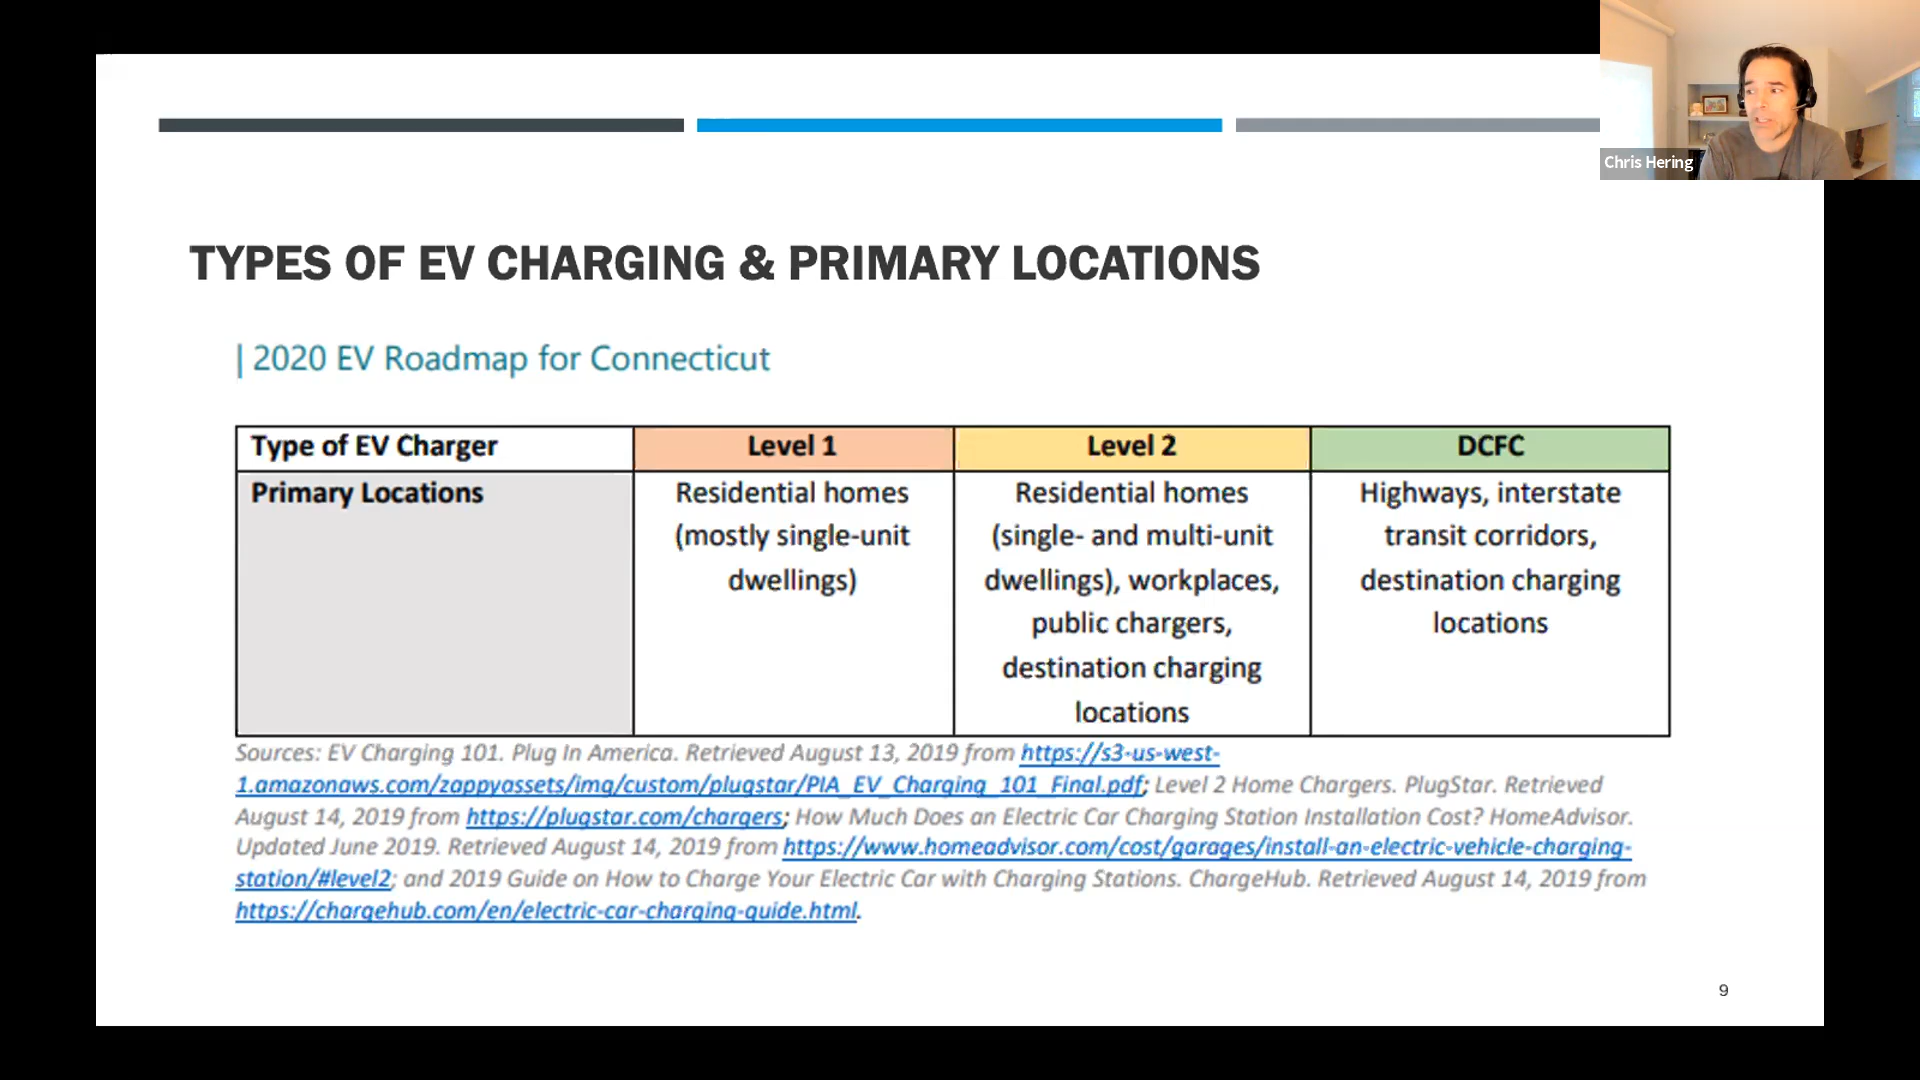 Chris Hering
TYPES OF EV CHARGING & PRIMARY LOCATIONS
| 2020 EV Roadmap for Connecticut
Type of EV Charger
Level 1
Level 2
DCFC
Primary Locations
Residential homes
(mostly single-unit
dwellings)
Residential homes
(single- and multi-unit
dwellings), workplaces,
public chargers,
destination charging
locations
Highways, interstate
transit corridors,
destination charging
locations
Sources: EV Charging 101. Plug In America. Retrieved August 13, 2019 from https://s3-us-west-
1.amazonaws.com/zappyassets/img/custom/plugstar/PIA_EV_Charging_101_Final.pdf; Level 2 Home Chargers. PlugStar. Retrieved
August 14, 2019 from https://plugstar.com/chargers; How Much Does an Electric Car Charging Station Installation Cost? HomeAdvisor.
Updated June 2019. Retrieved August 14, 2019 from https://www.homeadvisor.com/cost/garages/install-an-electric-vehicle-charging-
station/#level2; and 2019 Guide on How to Charge Your Electric Car with Charging Stations. ChargeHub. Retrieved August 14, 2019 from
https://chargehub.com/en/electric-car-charging-guide.html.
9